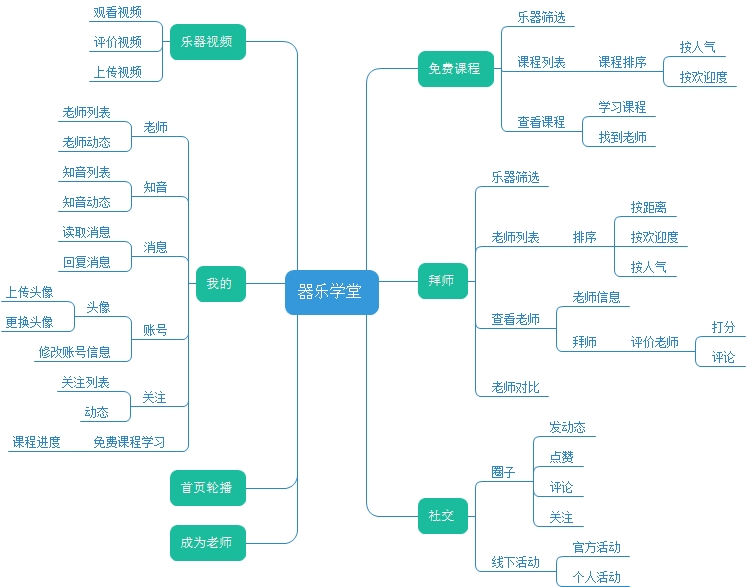 器乐学堂
乐器视频
观看视频
评价视频
上传视频
我的
老师
老师列表
老师动态
知音
知音列表
知音动态
消息
读取消息
回复消息
账号
头像
上传头像
更换头像
修改账号信息
关注
关注列表
动态
免费课程学习
课程进度
首页轮播
成为老师
免费课程
乐器筛选
课程列表
课程排序
按人气
按欢迎度
查看课程
学习课程
找到老师
拜师
乐器筛选
老师列表
排序
按距离
按欢迎度
按人气
查看老师
老师信息
拜师
评价老师
打分
评论
老师对比
社交
圈子
发动态
点赞
评论
关注
线下活动
官方活动
个人活动